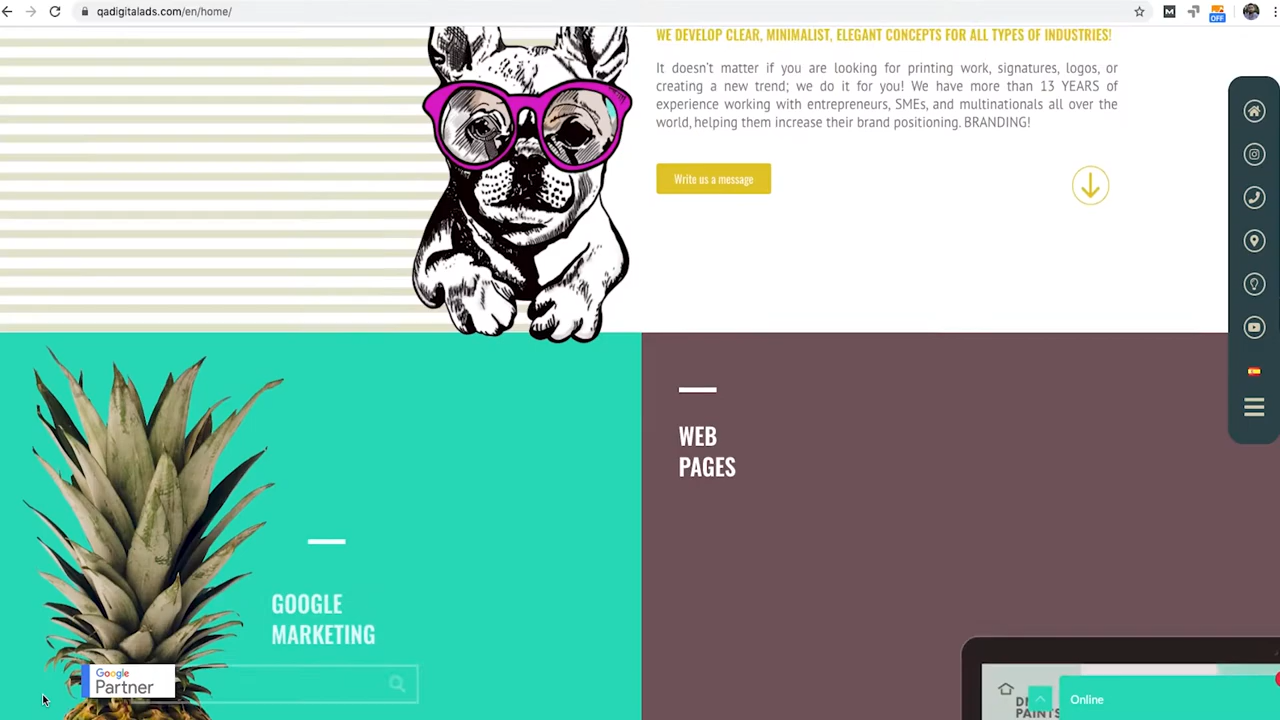 qadigitalads.com/en/home/
OFF
WE DEVELOP CLEAR, MINIMALIST, ELEGANT CONCEPTS FOR ALL TYPES OF INDUSTRIES!
It doesn't matter if you are looking for printing work, signatures, logos, or
creating a new trend; we do it for you! We have more than 13 YEARS of
experience working with entrepreneurs, SMEs, and multinationals all over the
world, helping them increase their brand positioning. BRANDING!
Write us a message
WEB
PAGES
GOOGLE
MARKETING
Google
Partner
Online